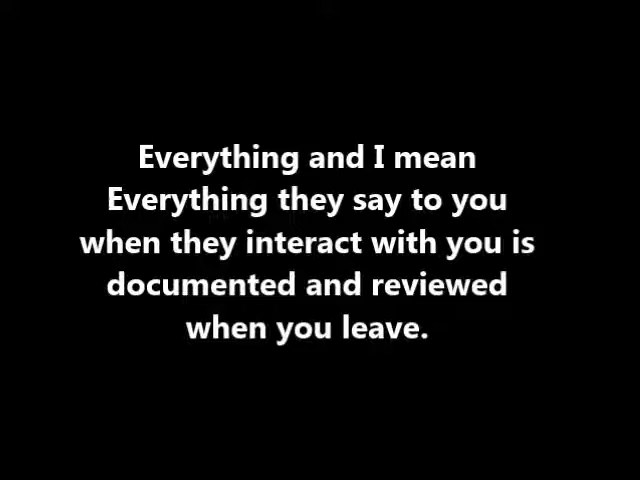 Everything and I mean
Everything they say to you
when they interact with you is
documented and reviewed
when you leave.